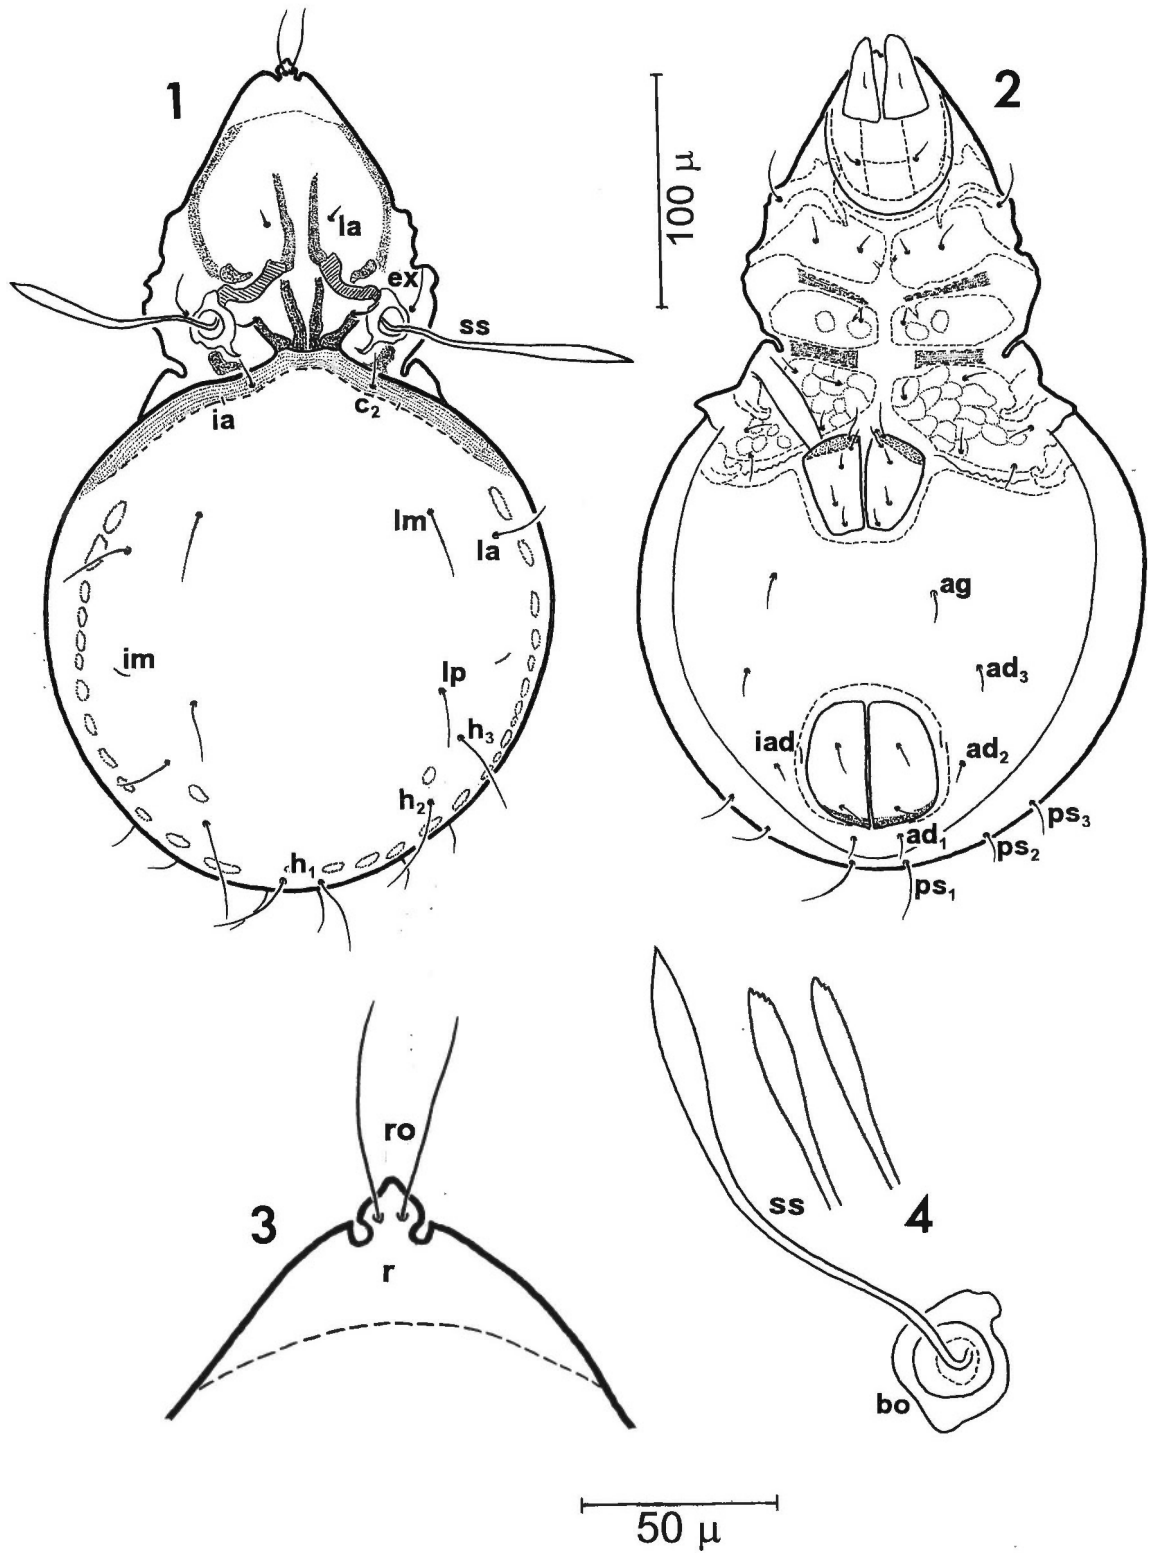 1
la
ex
ss
ia
c₂
lm
la
im
lp
h₃
h₂
h₁
100 µ
2
ag
ad₃
iad
ad₂
ad₁
ps₃
ps₂
ps₁
ro
3
r
ss
4
bo
50 µ